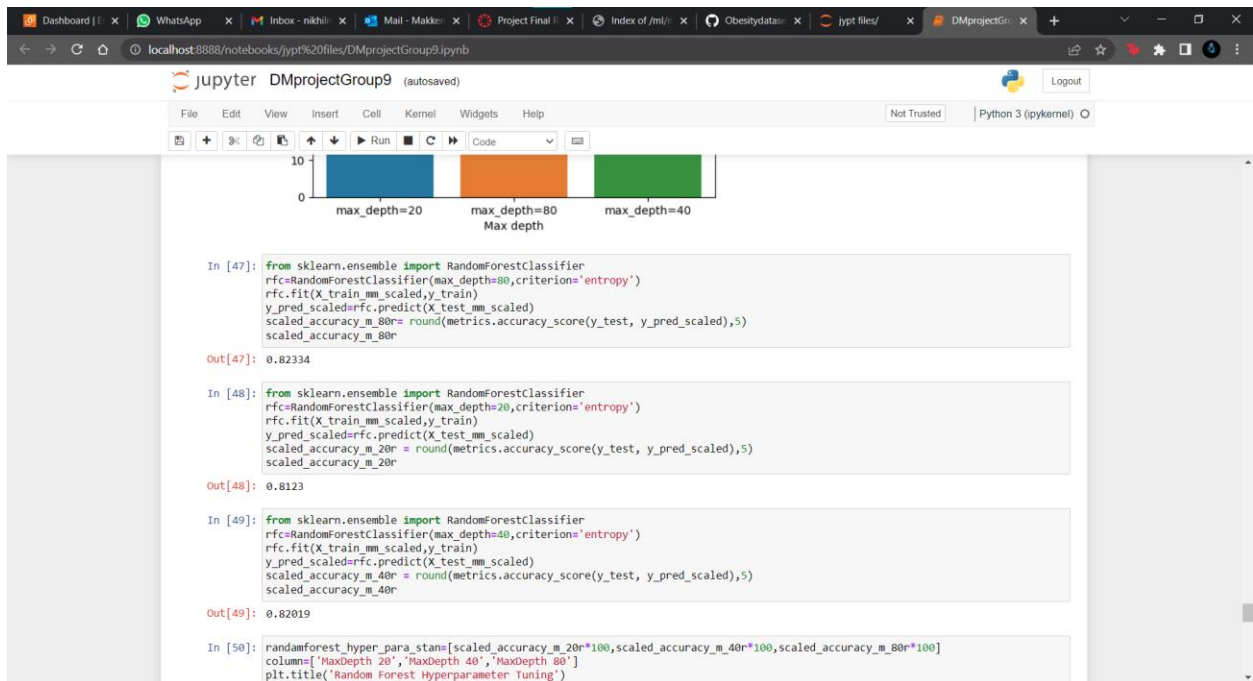 Dashboard | E
WhatsApp
Inbox - nikhiln
Mail - Makken
Project Final R
Index of /ml/n
Obesitydatase
jypt files/
DMprojectGro
localhost:8888/notebooks/jypt%20files/DMprojectGroup9.ipynb
jupyter DMprojectGroup9 (autosaved)
Logout
File Edit View Insert Cell Kernel Widgets Help
Not Trusted
Python 3 (ipykernel)
Run
Code
10
0
max_depth=20 max_depth=80 max_depth=40
Max depth
In [47]: from sklearn.ensemble import RandomForestClassifier
rfc=RandomForestClassifier(max_depth=80,criterion='entropy')
rfc.fit(X_train_mm_scaled,y_train)
y_pred_scaled=rfc.predict(X_test_mm_scaled)
scaled_accuracy_m_80r= round(metrics.accuracy_score(y_test, y_pred_scaled),5)
scaled_accuracy_m_80r
Out[47]: 0.82334
In [48]: from sklearn.ensemble import RandomForestClassifier
rfc=RandomForestClassifier(max_depth=20,criterion='entropy')
rfc.fit(X_train_mm_scaled,y_train)
y_pred_scaled=rfc.predict(X_test_mm_scaled)
scaled_accuracy_m_20r = round(metrics.accuracy_score(y_test, y_pred_scaled),5)
scaled_accuracy_m_20r
Out[48]: 0.8123
In [49]: from sklearn.ensemble import RandomForestClassifier
rfc=RandomForestClassifier(max_depth=40,criterion='entropy')
rfc.fit(X_train_mm_scaled,y_train)
y_pred_scaled=rfc.predict(X_test_mm_scaled)
scaled_accuracy_m_40r = round(metrics.accuracy_score(y_test, y_pred_scaled),5)
scaled_accuracy_m_40r
Out[49]: 0.82019
In [50]: randamforest_hyper_para_stan=[scaled_accuracy_m_20r*100,scaled_accuracy_m_40r*100,scaled_accuracy_m_80r*100]
column=['MaxDepth 20','MaxDepth 40','MaxDepth 80']
plt.title('Random Forest Hyperparameter Tuning')